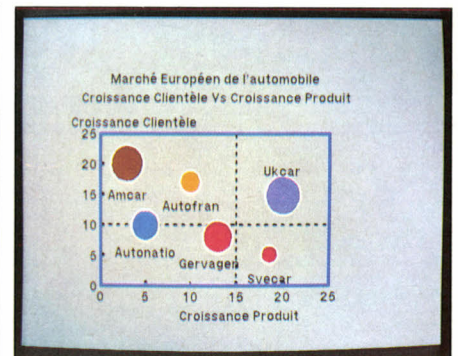 Marché Européen de l'automobile
Croissance Clientèle Vs Croissance Produit
Croissance Clientèle
25
20
15
10
5
0
Amcar
Autofran
Ukcar
Autonatio
Gervagen
Svecar
0 5 10 15 20 25
Croissance Produit